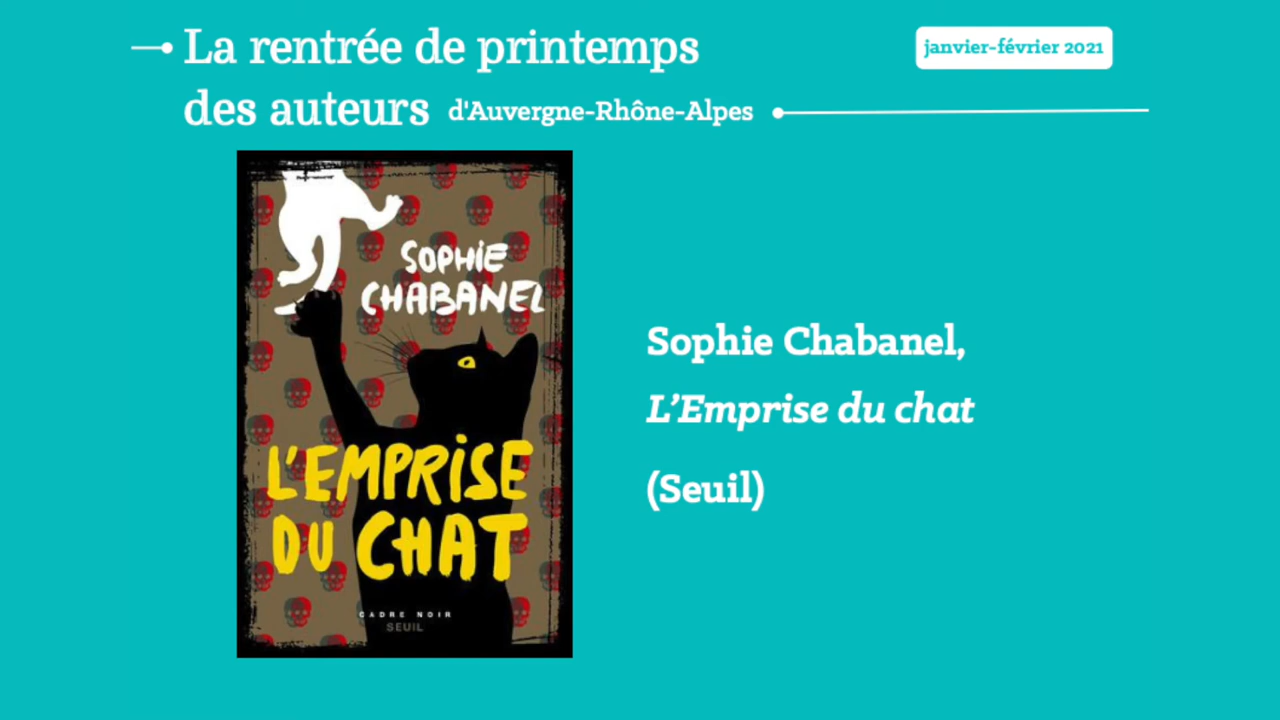 La rentrée de printemps
janvier-février 2021
des auteurs d'Auvergne-Rhône-Alpes
SOPHIE
CHABANEL
L'EMPRISE
DU CHAT
CADRE NOIR
SEUIL
Sophie Chabanel,
L’Emprise du chat
(Seuil)